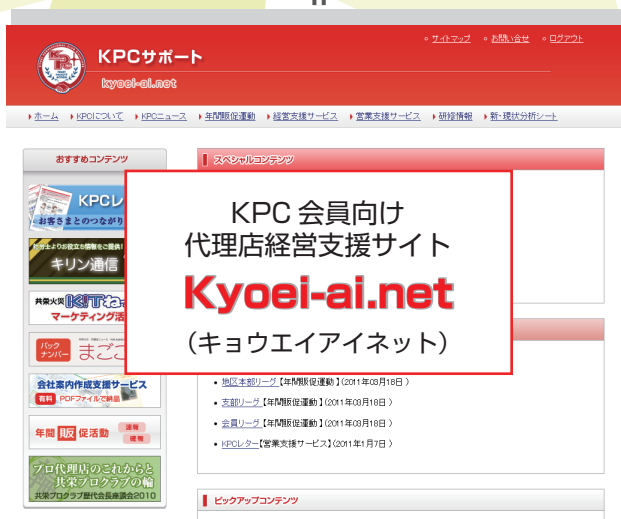 サイトマップ
お問い合せ
ログアウト
KPCサポート
kyoei-ai.net
ホーム
KPCIについて
KPCニュース
年間販促運動
経営支援サービス
営業支援サービス
研修情報
新・現状分析シート
おすすめコンテンツ
スペシャルコンテンツ
KPCレ
お客さまとのつながり
キリン通信
共栄火災
マーケティング活
バックナンバー
まごこ
会社案内作成支援サービス
有料 PDFファイルで納品
年間 販 促活動 速報
プロ代理店のこれからと
共栄プロクラブの輪
共栄プロクラブ歴代会長座談会2010
KPC 会員向け
代理店経営支援サイト
Kyoei-ai.net
(キョウエイアイネット)
地区本部リーグ【年間販促運動】(2011年03月18日 )
支部リーグ【年間販促運動】(2011年03月18日 )
会員リーグ【年間販促運動】(2011年03月18日 )
KPCレター【営業支援サービス】(2011年1月7日 )
ピックアップコンテンツ